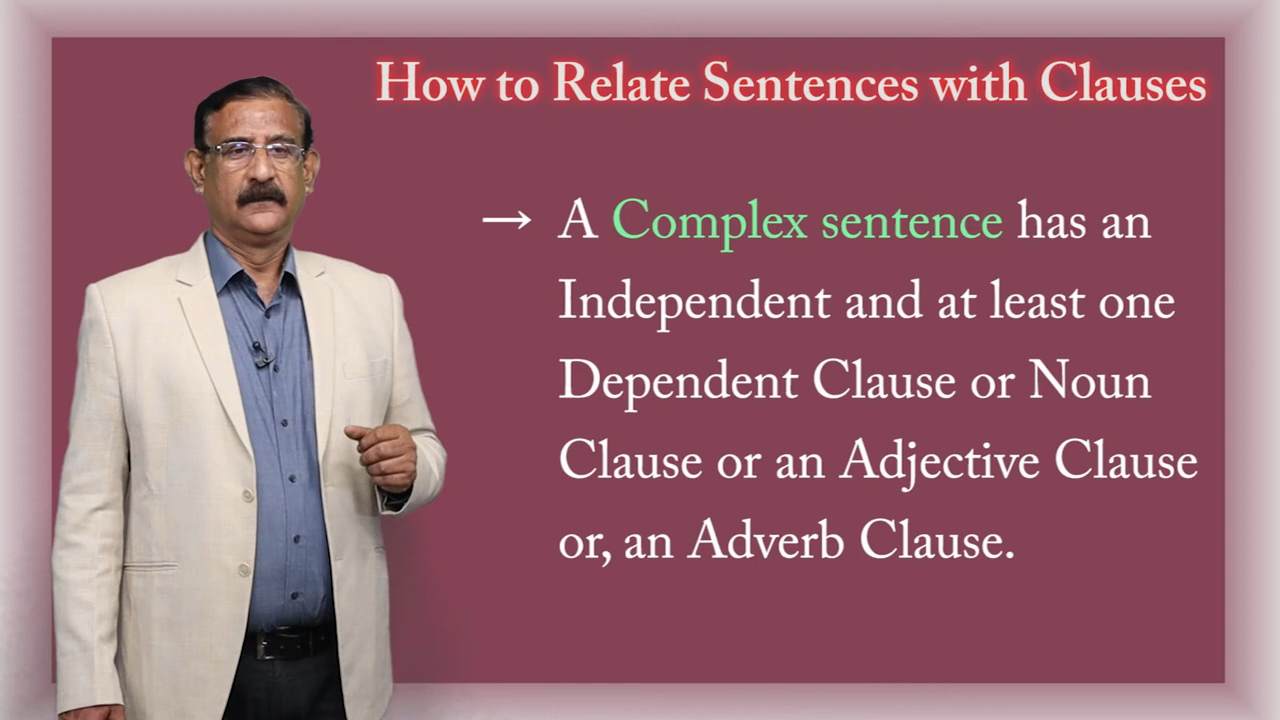 How to Relate Sentences with Clauses
→ A Complex sentence has an
Independent and at least one
Dependent Clause or Noun
Clause or an Adjective Clause
or, an Adverb Clause.